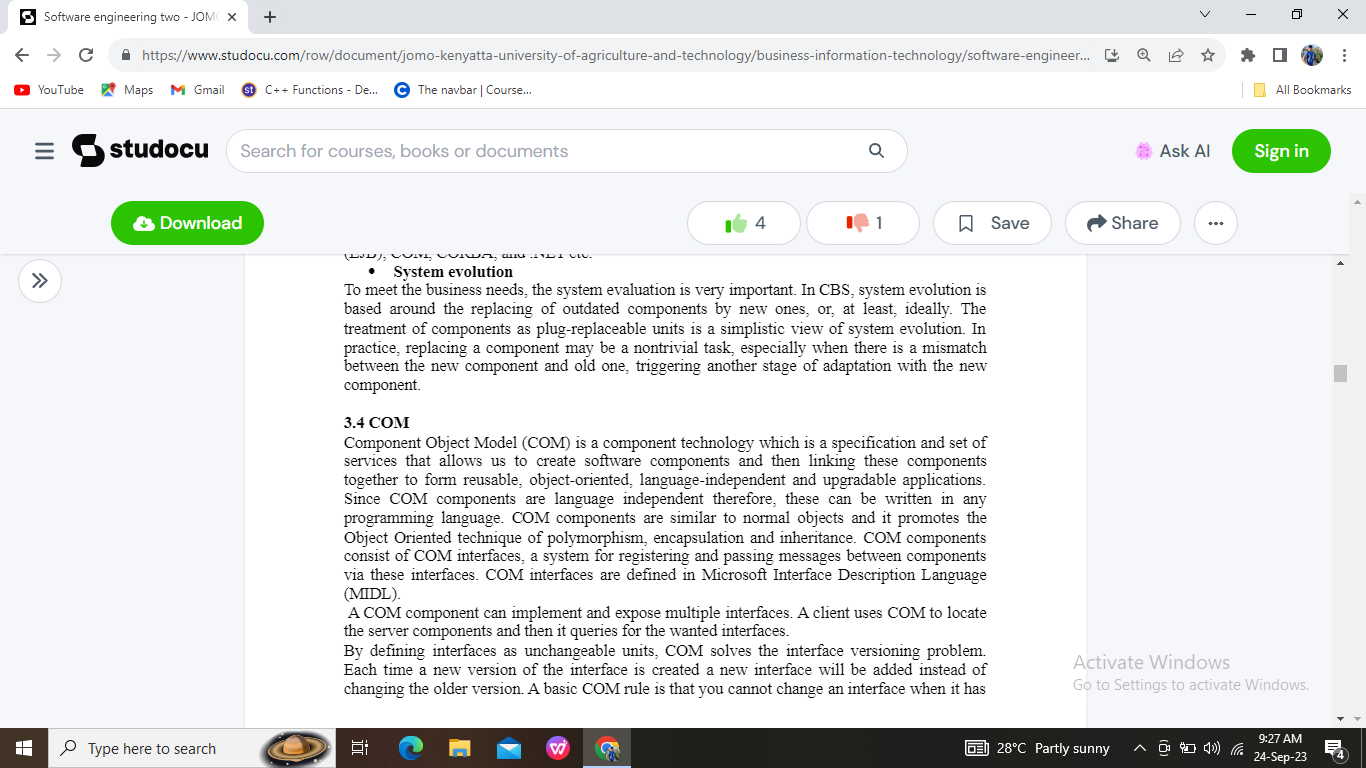 Software engineering two - JOM
https://www.studocu.com/row/document/jomo-kenyatta-university-of-agriculture-and-technology/business-information-technology/software-engineer...
YouTube Maps Gmail st C++ Functions - De... C The navbar | Course... All Bookmarks
studocu Search for courses, books or documents Ask AI Sign in
Download 4 1 Save Share
(EJB), COM, CORBA, and .NET etc.
• System evolution
To meet the business needs, the system evaluation is very important. In CBS, system evolution is
based around the replacing of outdated components by new ones, or, at least, ideally. The
treatment of components as plug-replaceable units is a simplistic view of system evolution. In
practice, replacing a component may be a nontrivial task, especially when there is a mismatch
between the new component and old one, triggering another stage of adaptation with the new
component.
3.4 COM
Component Object Model (COM) is a component technology which is a specification and set of
services that allows us to create software components and then linking these components
together to form reusable, object-oriented, language-independent and upgradable applications.
Since COM components are language independent therefore, these can be written in any
programming language. COM components are similar to normal objects and it promotes the
Object Oriented technique of polymorphism, encapsulation and inheritance. COM components
consist of COM interfaces, a system for registering and passing messages between components
via these interfaces. COM interfaces are defined in Microsoft Interface Description Language
(MIDL).
A COM component can implement and expose multiple interfaces. A client uses COM to locate
the server components and then it queries for the wanted interfaces.
By defining interfaces as unchangeable units, COM solves the interface versioning problem.
Each time a new version of the interface is created a new interface will be added instead of
changing the older version. A basic COM rule is that you cannot change an interface when it has
Activate Windows
Go to Settings to activate Windows.
Type here to search 28°C Partly sunny 9:27 AM
24-Sep-23 4